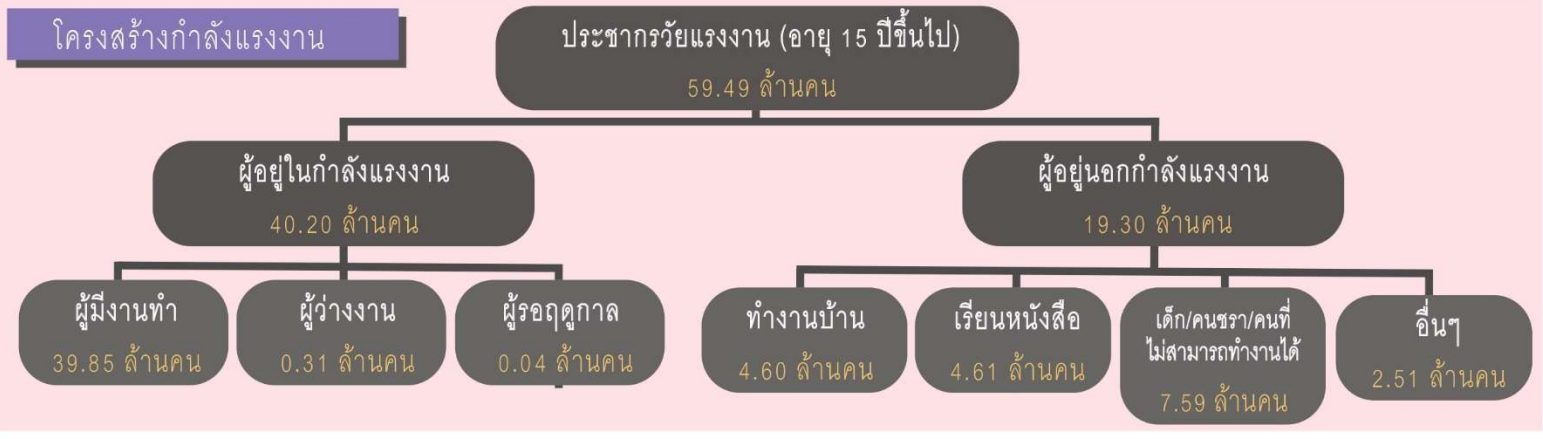 โครงสร้างกำลังแรงงาน
ประชากรวัยแรงงาน (อายุ 15 ปีขึ้นไป)
59.49 ล้านคน
ผู้อยู่ในกำลังแรงงาน
40.20 ล้านคน
ผู้อยู่นอกกำลังแรงงาน
19.30 ล้านคน
ผู้มีงานทำ
39.85 ล้านคน
ผู้ว่างงาน
0.31 ล้านคน
ผู้รอฤดูกาล
0.04 ล้านคน
ทำงานบ้าน
4.60 ล้านคน
เรียนหนังสือ
4.61 ล้านคน
เด็ก/คนชรา/คนที่
ไม่สามารถทำงานได้
7.59 ล้านคน
อื่นๆ
2.51 ล้านคน